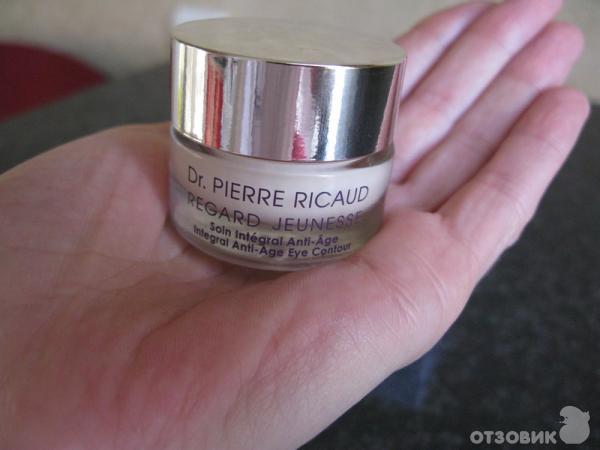 Dr. PIERRE RICAUD
REGARD JEUNESSE
Soin Intégral Anti-Âge
Integral Anti-Age Eye Contour
ОТЗОВИК